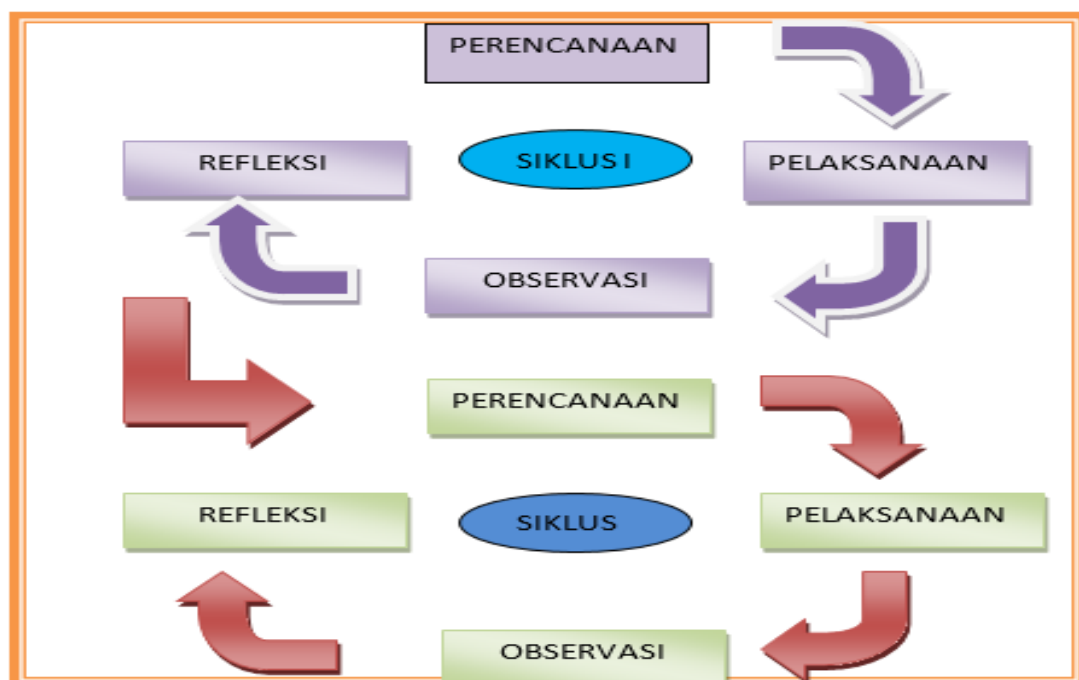 PERENCANAAN
REFLEKSI
SIKLUS I
PELAKSANAAN
OBSERVASI
PERENCANAAN
REFLEKSI
SIKLUS
PELAKSANAAN
OBSERVASI